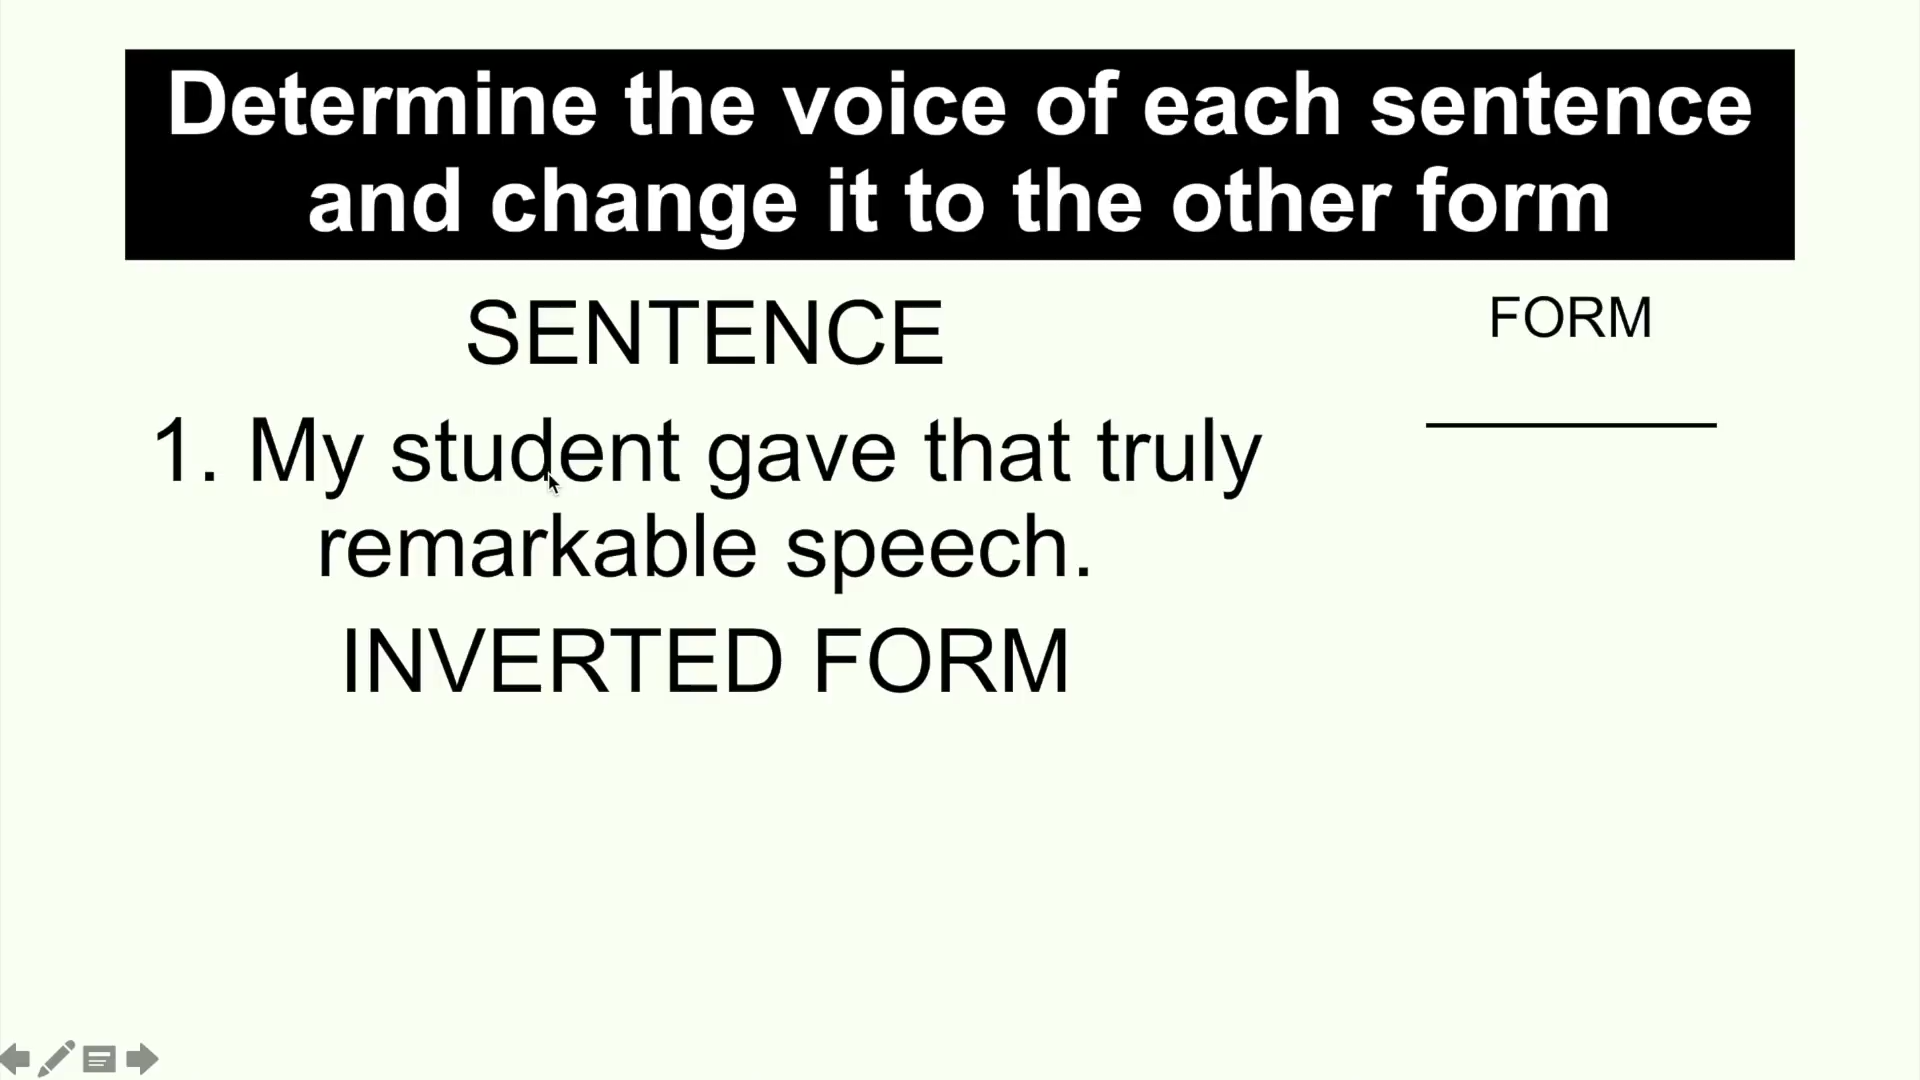 Determine the voice of each sentence
and change it to the other form
SENTENCE
FORM
1. My student gave that truly
remarkable speech.
INVERTED FORM